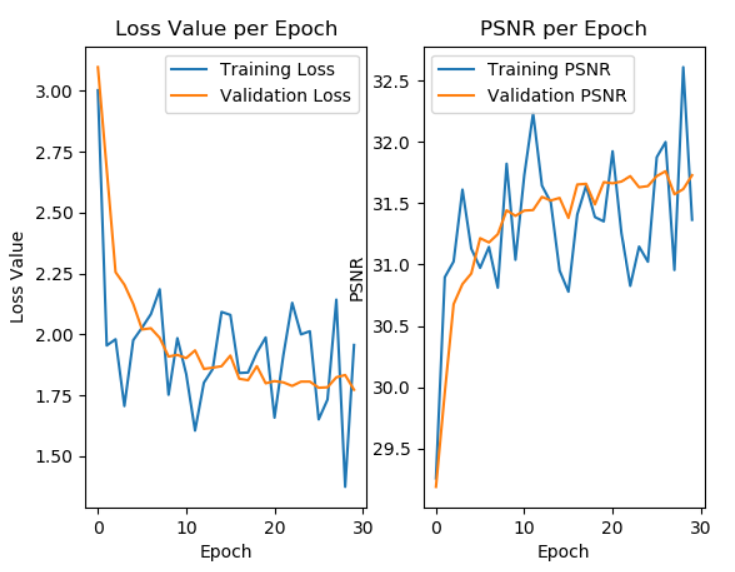 Loss Value per Epoch
Training Loss
Validation Loss
3.00
2.75
2.50
2.25
2.00
1.75
1.50
Loss Value
0 10 20 30
Epoch
PSNR per Epoch
Training PSNR
Validation PSNR
32.5
32.0
31.5
31.0
30.5
30.0
29.5
PSNR
0 10 20 30
Epoch